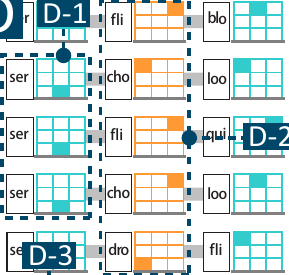 D-1 fli blo
ser cho loo
ser fli qui D-2
ser cho loo
se D-3 dro fli